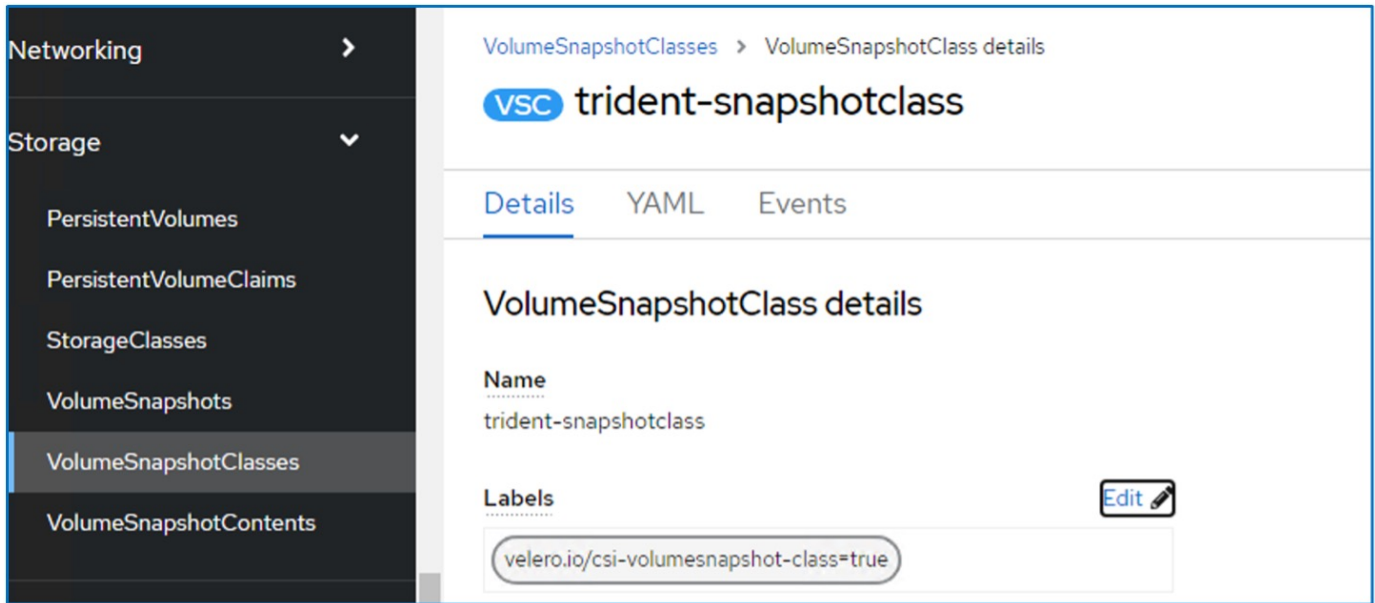 Networking
Storage
PersistentVolumes
PersistentVolumeClaims
StorageClasses
VolumeSnapshots
VolumeSnapshotClasses
VolumeSnapshotContents
VolumeSnapshotClasses > VolumeSnapshotClass details
VSC trident-snapshotclass
Details YAML Events
VolumeSnapshotClass details
Name
trident-snapshotclass
Labels Edit
velero.io/csi-volumesnapshot-class=true